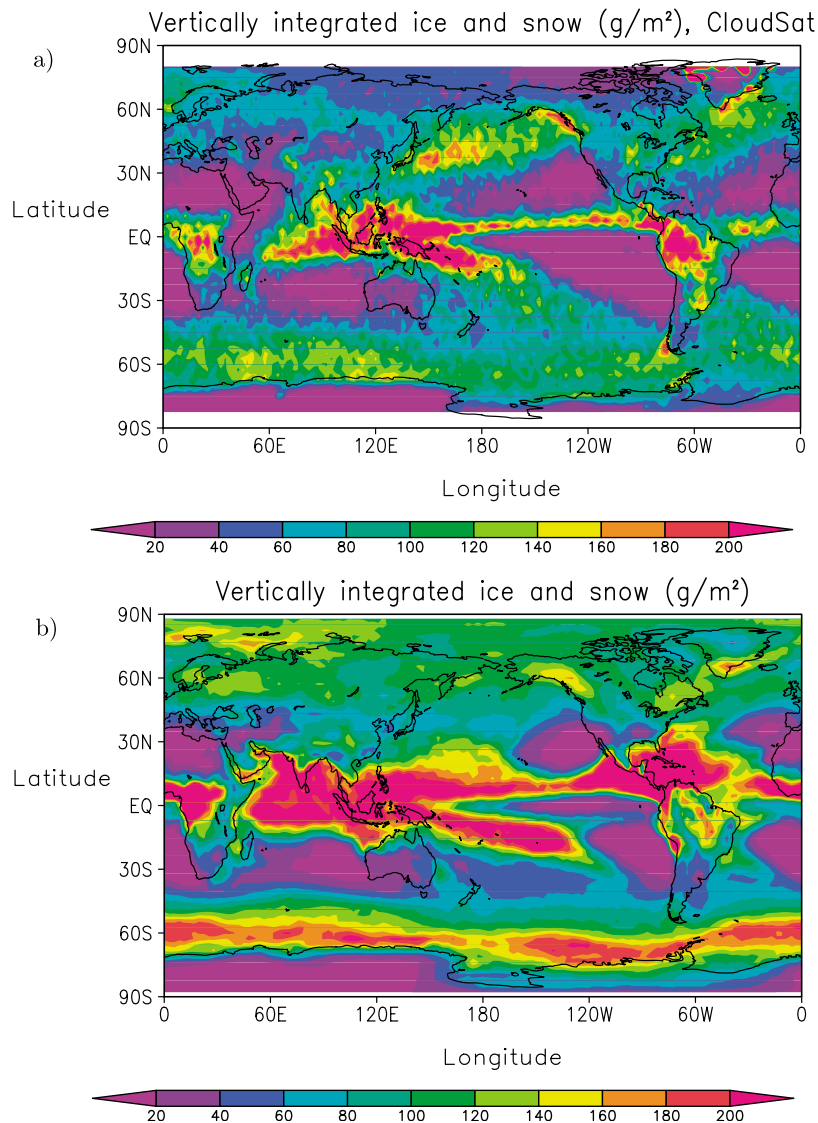 Vertically integrated ice and snow (g/m²), CloudSat
a)
90N
60N
30N
EQ
30S
60S
90S
Latitude
0 60E 120E 180 120W 60W 0
Longitude
20 40 60 80 100 120 140 160 180 200
Vertically integrated ice and snow (g/m²)
b)
90N
60N
30N
EQ
30S
60S
90S
Latitude
0 60E 120E 180 120W 60W 0
Longitude
20 40 60 80 100 120 140 160 180 200